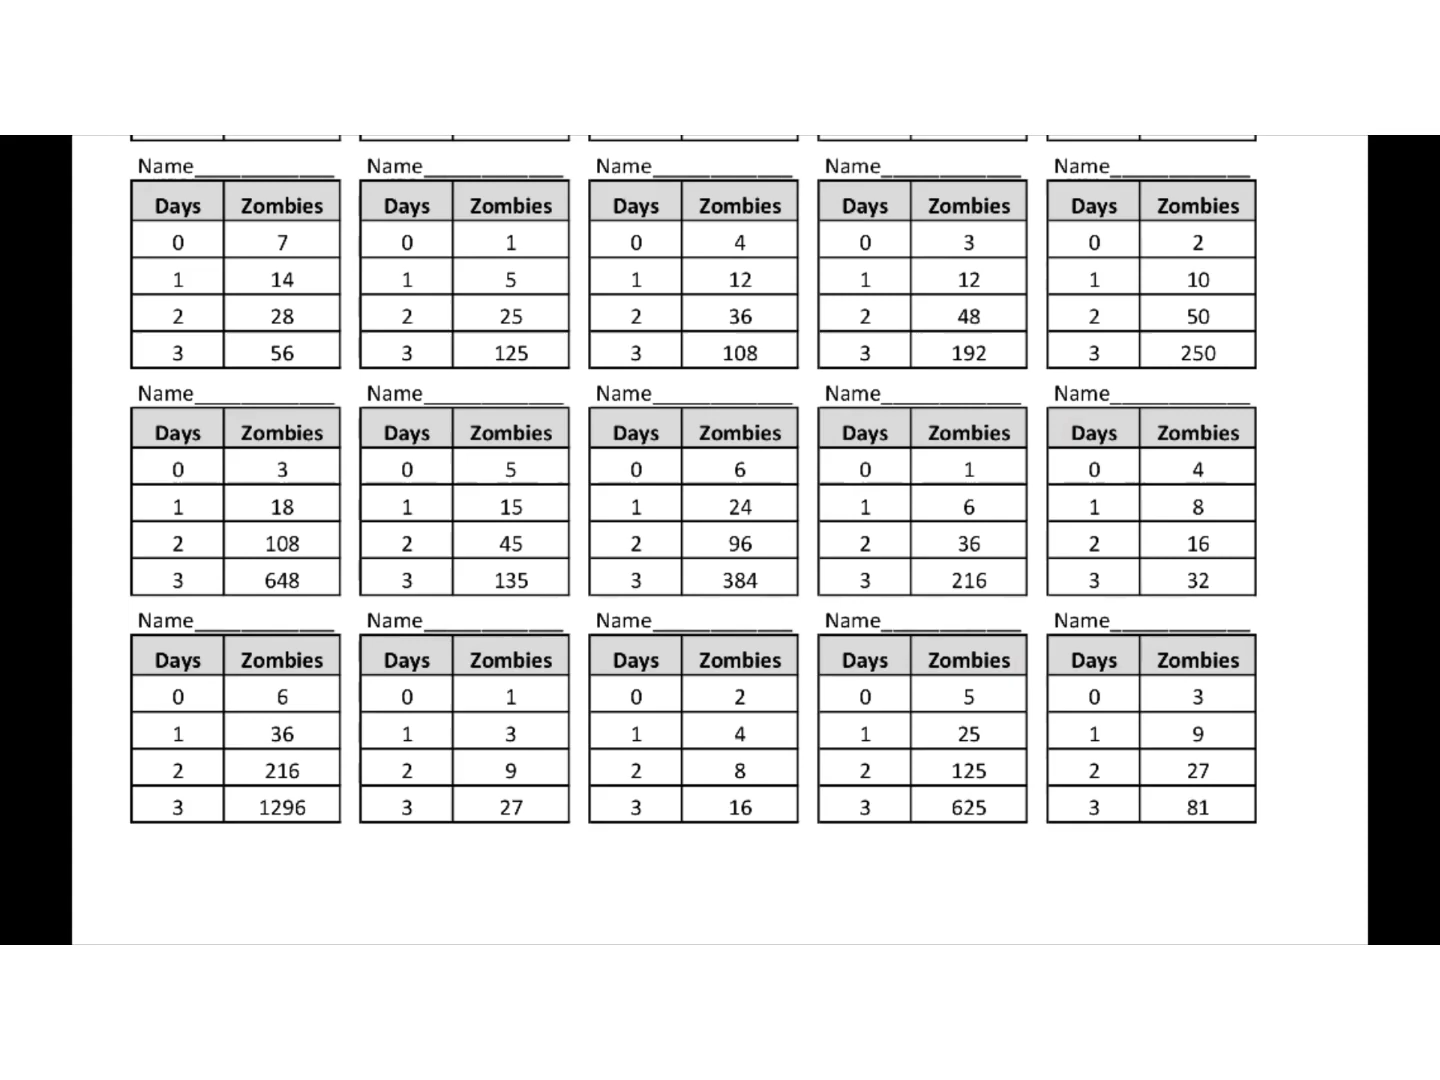 Name____________ Name____________ Name____________ Name____________ Name____________
Days Zombies Days Zombies Days Zombies Days Zombies Days Zombies
0 7 0 1 0 4 0 3 0 2
1 14 1 5 1 12 1 12 1 10
2 28 2 25 2 36 2 48 2 50
3 56 3 125 3 108 3 192 3 250
Name____________ Name____________ Name____________ Name____________ Name____________
Days Zombies Days Zombies Days Zombies Days Zombies Days Zombies
0 3 0 5 0 6 0 1 0 4
1 18 1 15 1 24 1 6 1 8
2 108 2 45 2 96 2 36 2 16
3 648 3 135 3 384 3 216 3 32
Name____________ Name____________ Name____________ Name____________ Name____________
Days Zombies Days Zombies Days Zombies Days Zombies Days Zombies
0 6 0 1 0 2 0 5 0 3
1 36 1 3 1 4 1 25 1 9
2 216 2 9 2 8 2 125 2 27
3 1296 3 27 3 16 3 625 3 81